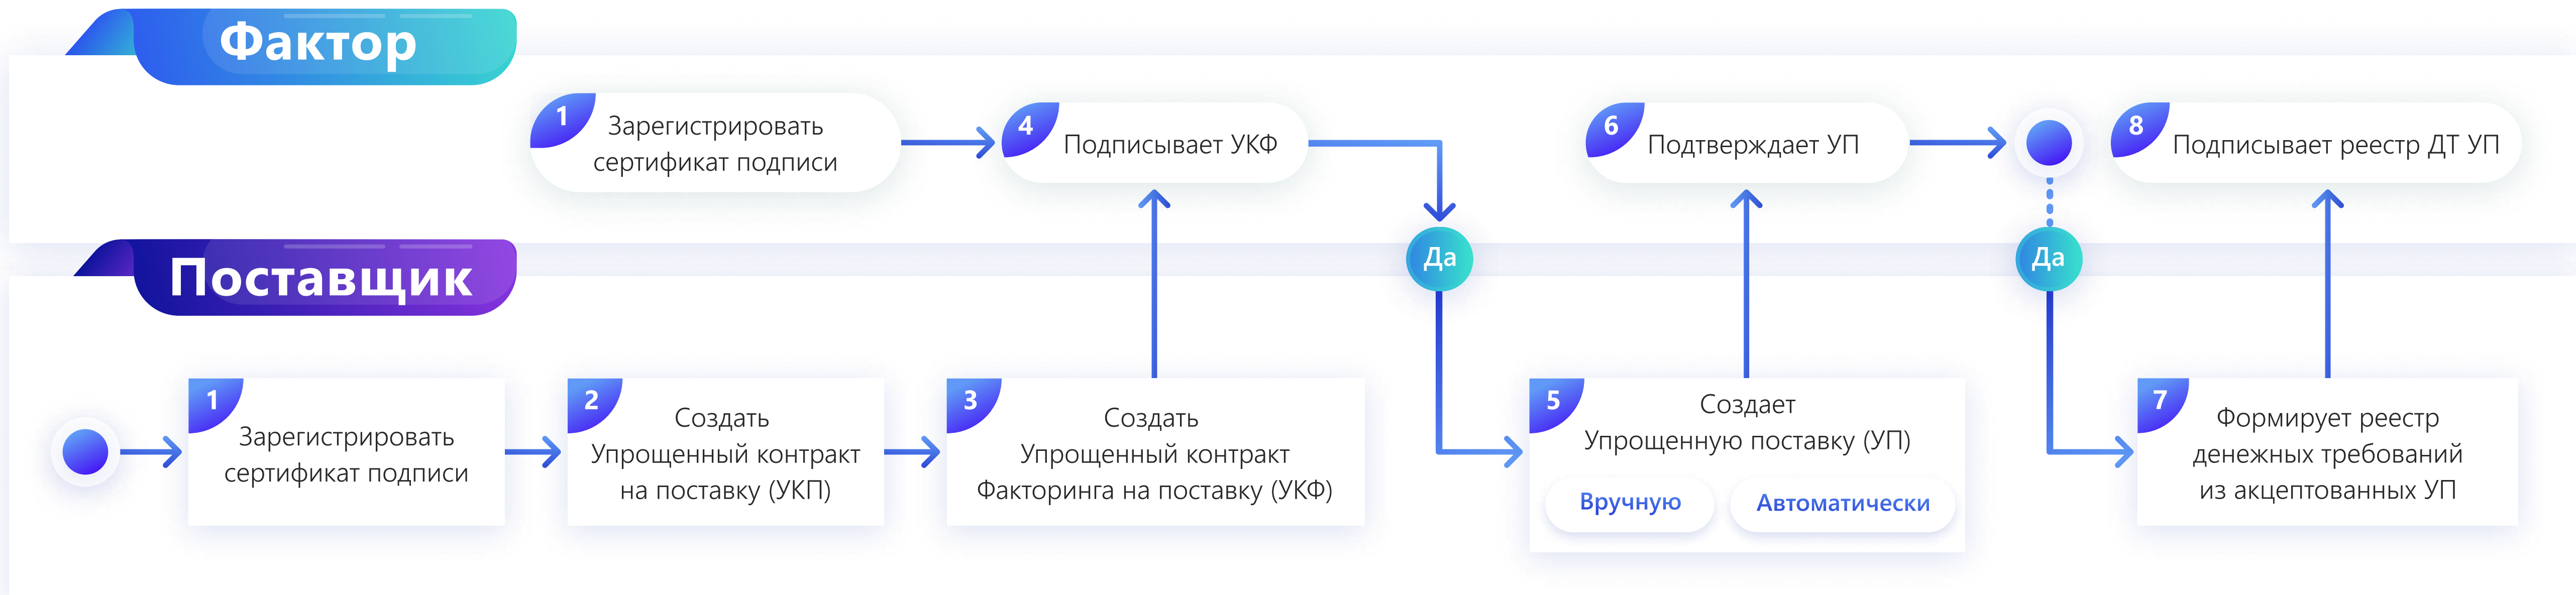 Фактор
1
Зарегистрировать
сертификат подписи
4
Подписывает УКФ
6
Подтверждает УП
8
Подписывает реестр ДТ УП
Да
Да
Поставщик
1
Зарегистрировать
сертификат подписи
2
Создать
Упрощенный контракт
на поставку (УКП)
3
Создать
Упрощенный контракт
Факторинга на поставку (УКФ)
5
Создает
Упрощенную поставку (УП)
Вручную
Автоматически
7
Формирует реестр
денежных требований
из акцептованных УП